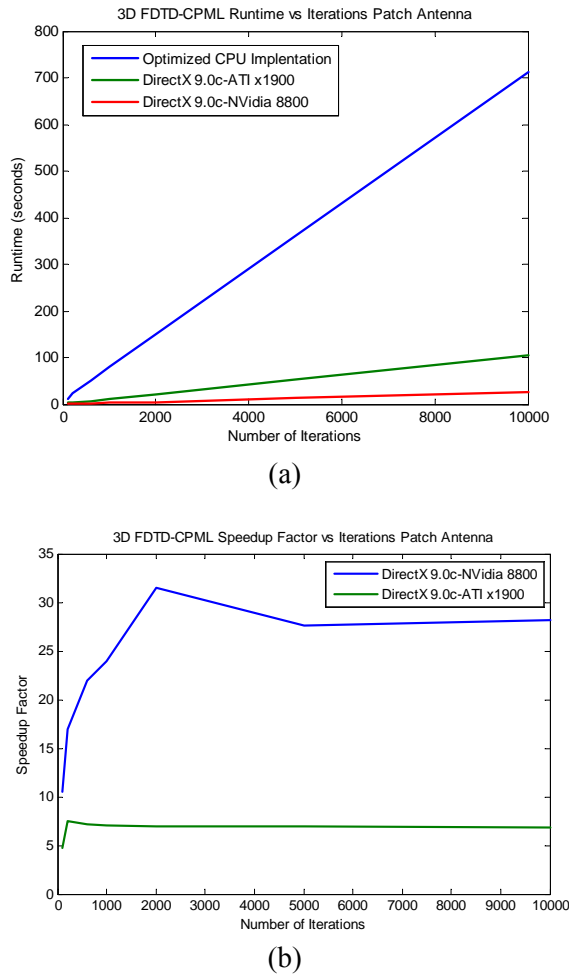 3D FDTD-CPML Runtime vs Iterations Patch Antenna
800
700
600
500
400
300
200
100
0
Runtime (seconds)
Optimized CPU Implentation
DirectX 9.0c-ATI x1900
DirectX 9.0c-NVidia 8800
0 2000 4000 6000 8000 10000
Number of Iterations
(a)
3D FDTD-CPML Speedup Factor vs Iterations Patch Antenna
35
30
25
20
15
10
5
0
Speedup Factor
DirectX 9.0c-NVidia 8800
DirectX 9.0c-ATI x1900
0 1000 2000 3000 4000 5000 6000 7000 8000 9000 10000
Number of Iterations
(b)